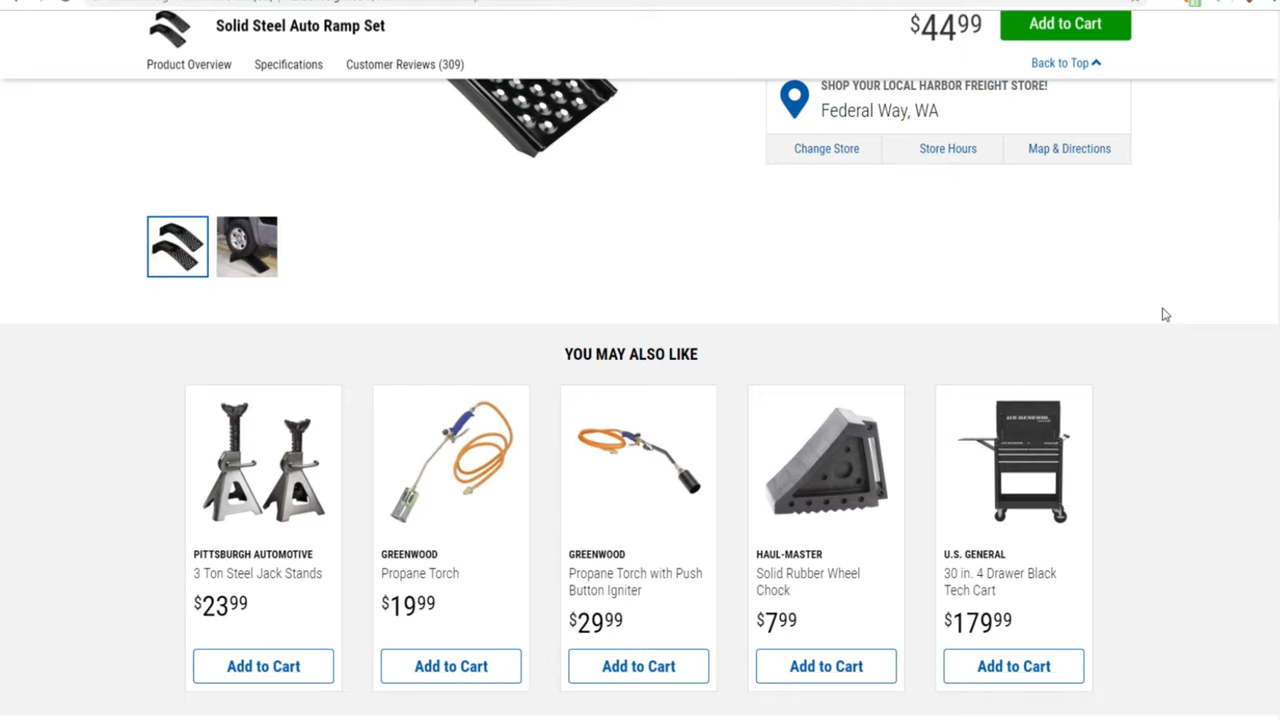 Solid Steel Auto Ramp Set
$44.99
Add to Cart
Product Overview
Specifications
Customer Reviews (309)
Back to Top
SHOP YOUR LOCAL HARBOR FREIGHT STORE!
Federal Way, WA
Change Store
Store Hours
Map & Directions
YOU MAY ALSO LIKE
PITTSBURGH AUTOMOTIVE
3 Ton Steel Jack Stands
$23 99
Add to Cart
GREENWOOD
Propane Torch
$19 99
Add to Cart
GREENWOOD
Propane Torch with Push
Button Igniter
$29 99
Add to Cart
HAUL-MASTER
Solid Rubber Wheel
Chock
$7 99
Add to Cart
US GENERAL
U.S. GENERAL
30 in. 4 Drawer Black
Tech Cart
$179 99
Add to Cart